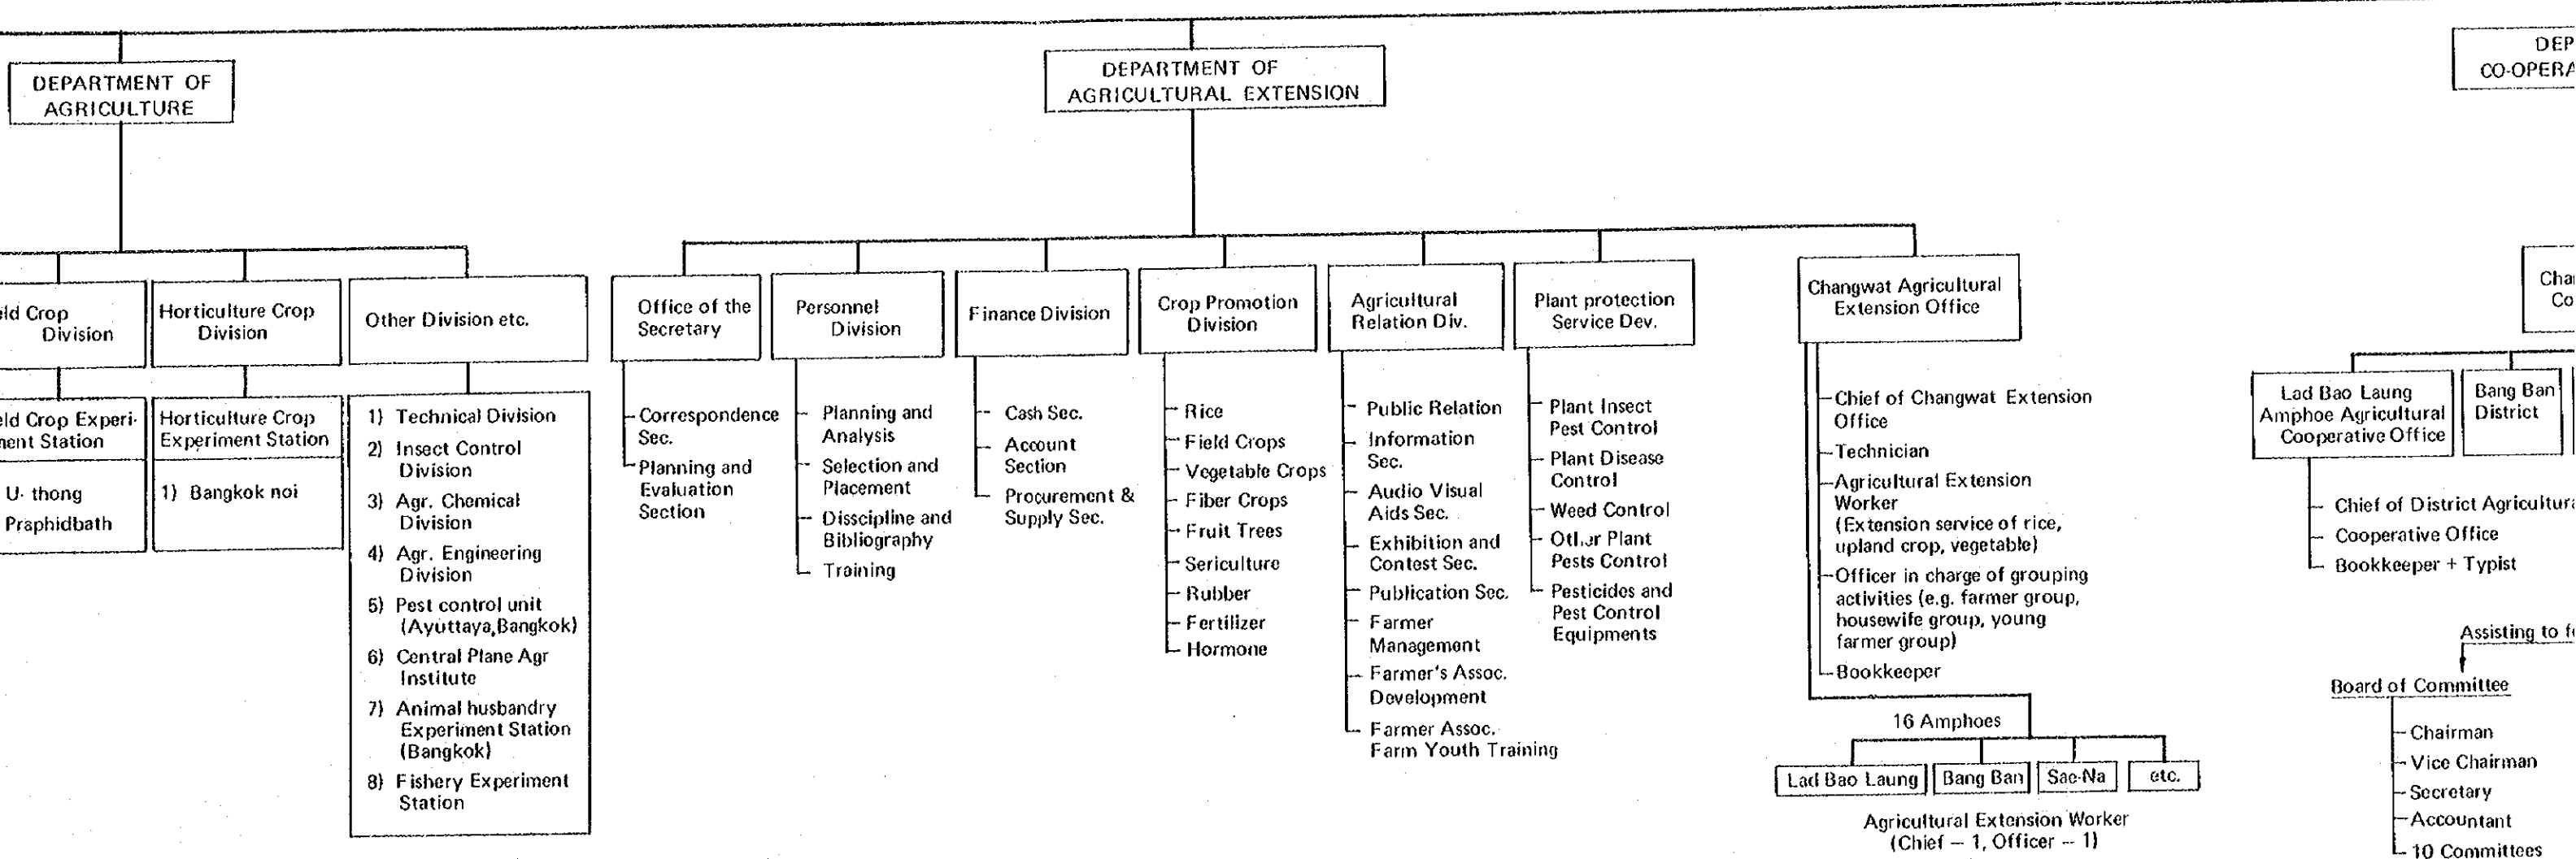 DEPARTMENT OF
AGRICULTURE
DEPARTMENT OF
AGRICULTURAL EXTENSION
DEP
CO-OPERA
ld Crop
Division
Horticulture Crop
Division
Other Division etc.
ld Crop Experi-
ment Station
U. thong
Praphidbath
Horticulture Crop
Experiment Station
1) Bangkok noi
1) Technical Division
2) Insect Control
Division
3) Agr. Chemical
Division
4) Agr. Engineering
Division
5) Pest control unit
(Ayuttaya,Bangkok)
6) Central Plane Agr
Institute
7) Animal husbandry
Experiment Station
(Bangkok)
8) Fishery Experiment
Station
Office of the
Secretary
Correspondence
Sec.
Planning and
Evaluation
Section
Personnel
Division
Planning and
Analysis
Selection and
Placement
Disscipline and
Bibliography
Training
Finance Division
Cash Sec.
Account
Section
Procurement &
Supply Sec.
Crop Promotion
Division
Rice
Field Crops
Vegetable Crops
Fiber Crops
Fruit Trees
Sericulture
Rubber
Fertilizer
Hormone
Agricultural
Relation Div.
Public Relation
Information
Sec.
Audio Visual
Aids Sec.
Exhibition and
Contest Sec.
Publication Sec.
Farmer
Management
Farmer's Assoc.
Development
Farmer Assoc.
Farm Youth Training
Plant protection
Service Dev.
Plant Insect
Pest Control
Plant Disease
Control
Weed Control
Other Plant
Pests Control
Pesticides and
Pest Control
Equipments
Changwat Agricultural
Extension Office
Chief of Changwat Extension
Office
Technician
Agricultural Extension
Worker
(Extension service of rice,
upland crop, vegetable)
Officer in charge of grouping
activities (e.g. farmer group,
housewife group, young
farmer group)
Bookkeeper
16 Amphoes
Lad Bao Laung
Bang Ban
Sae-Na
etc.
Agricultural Extension Worker
(Chief - 1, Officer - 1)
Cha
Co
Lad Bao Laung
Amphoe Agricultural
Cooperative Office
Bang Ban
District
Chief of District Agricultura
Cooperative Office
Bookkeeper + Typist
Assisting to f
Board of Committee
Chairman
Vice Chairman
Secretary
Accountant
10 Committees